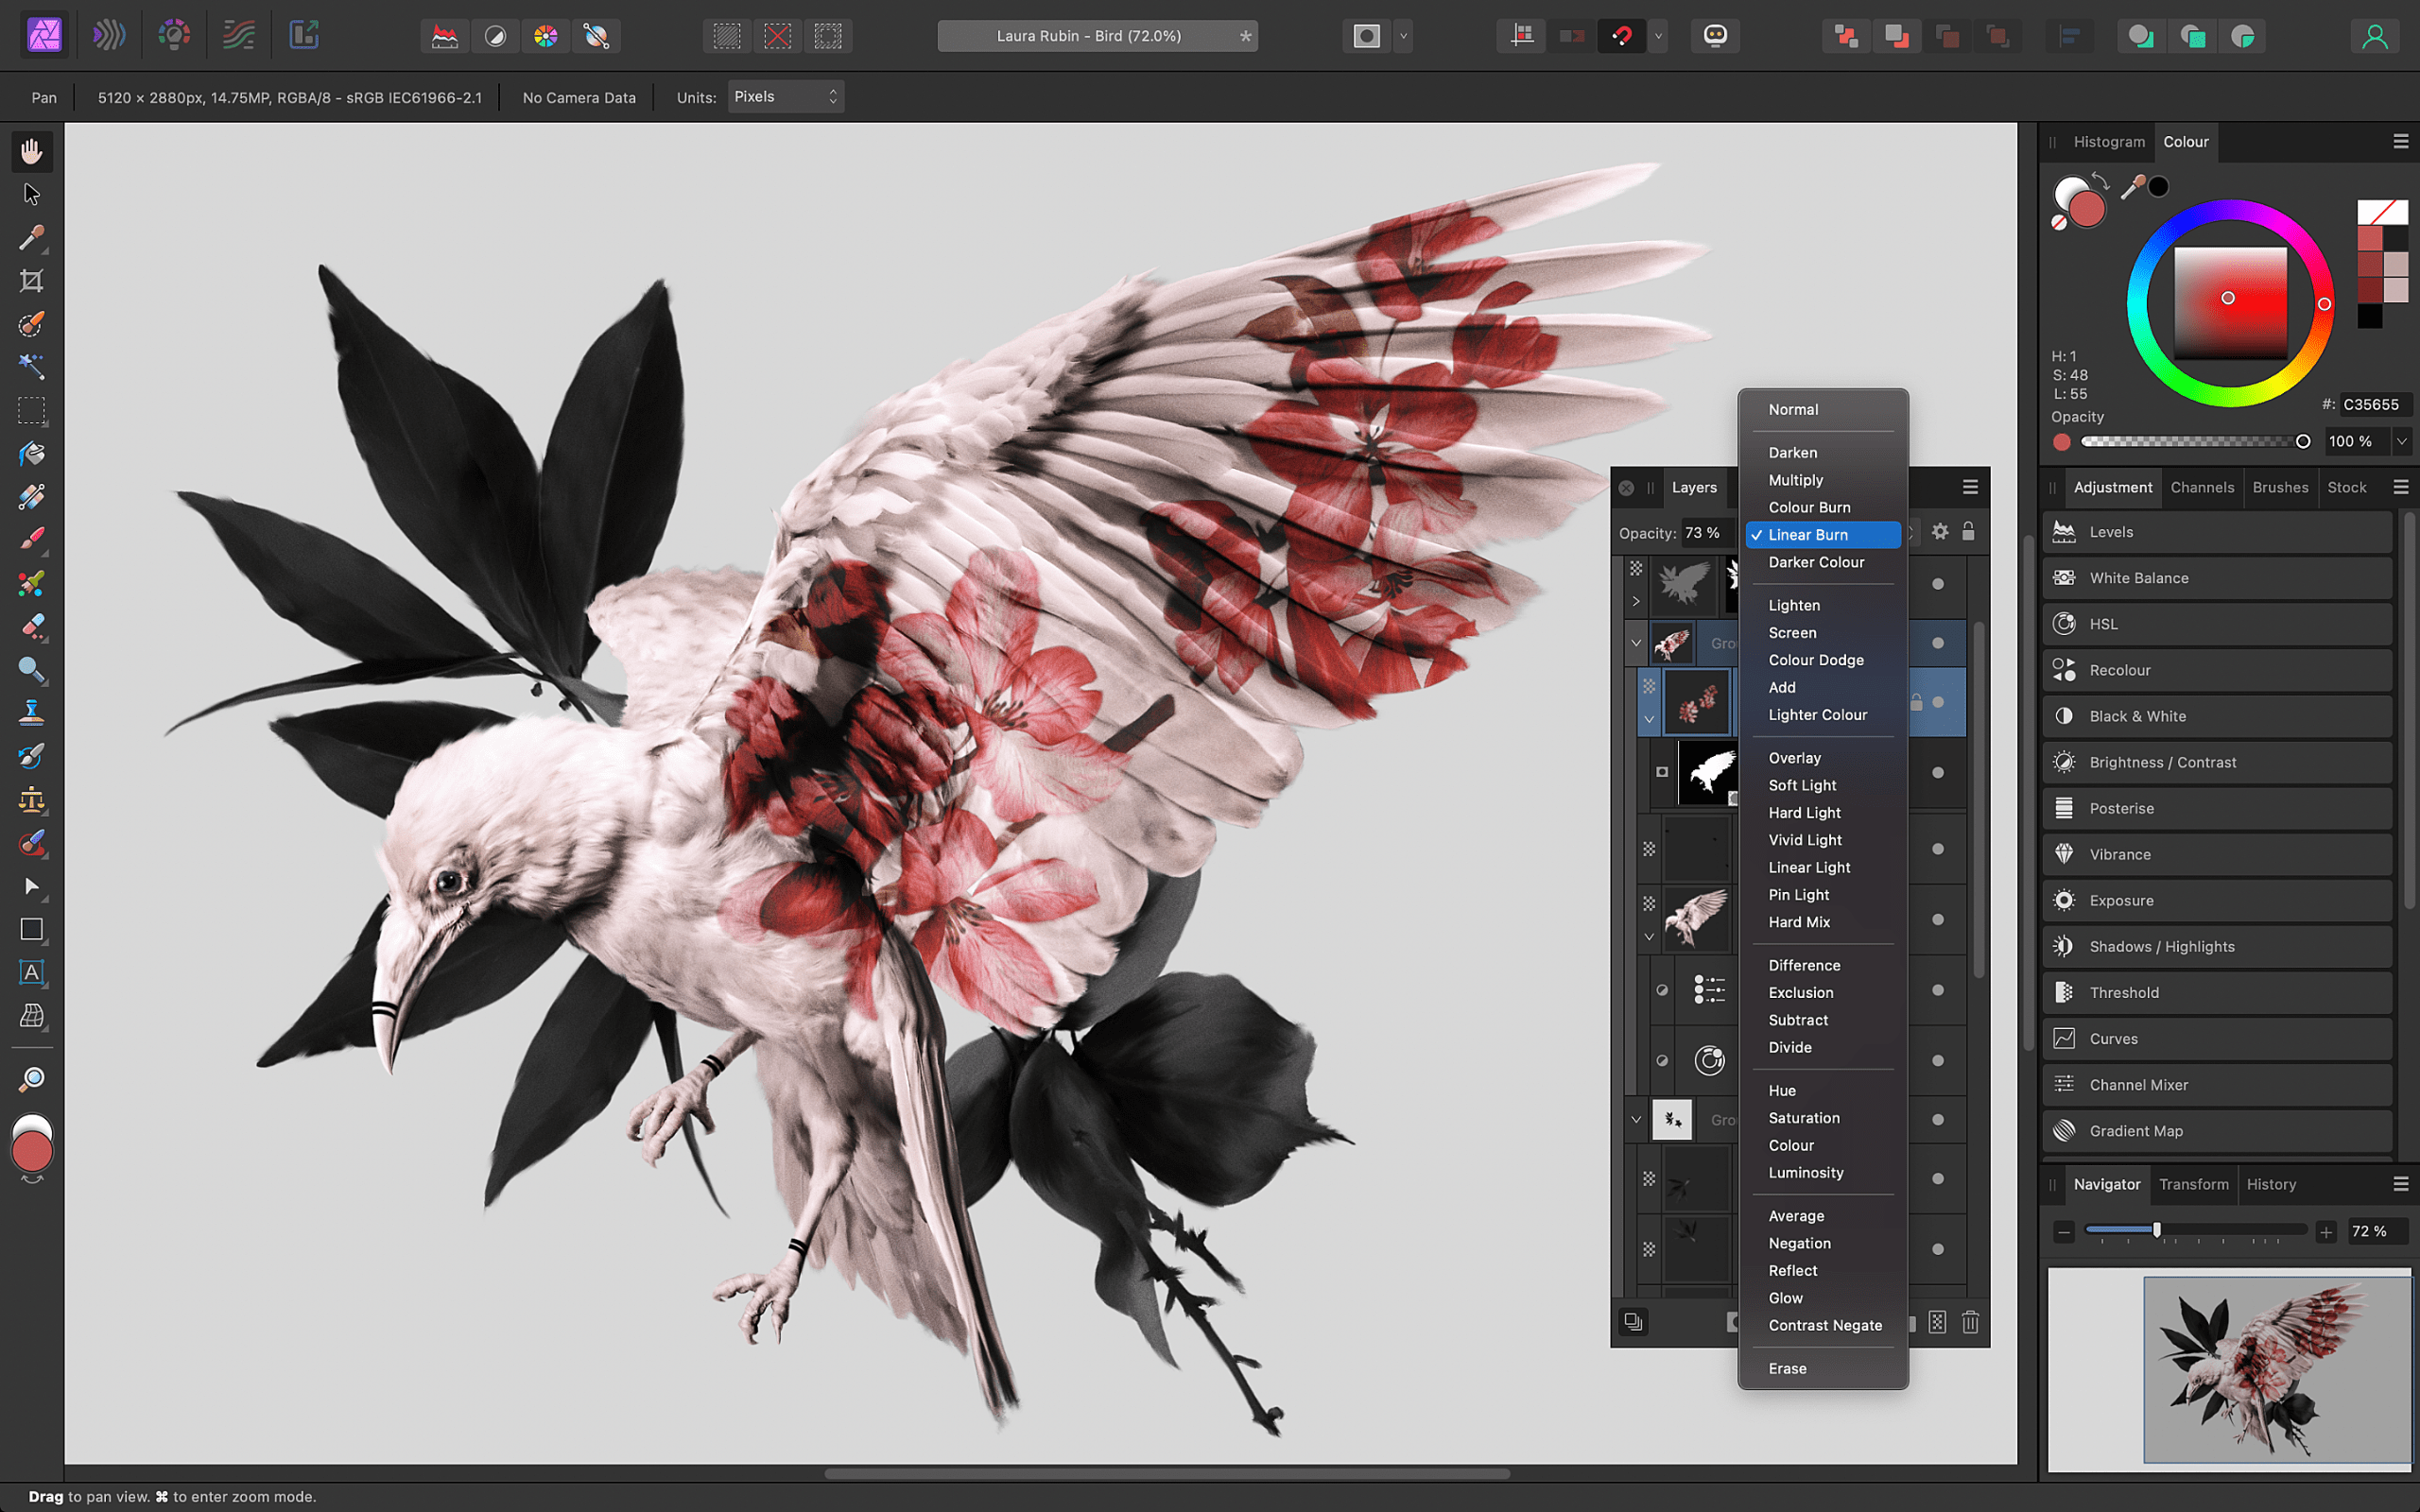 Laura Rubin - Bird (72.0%)
*
Pan
5120 × 2880px, 14.75MP, RGBA/8 - sRGB IEC61966-2.1
No Camera Data
Units:
Pixels
Histogram
Colour
H: 1
S: 48
L: 55
#: C35655
Opacity
100 %
Normal
Darken
Multiply
Colour Burn
Linear Burn
Darker Colour
Lighten
Screen
Colour Dodge
Add
Lighter Colour
Overlay
Soft Light
Hard Light
Vivid Light
Linear Light
Pin Light
Hard Mix
Difference
Exclusion
Subtract
Divide
Hue
Saturation
Colour
Luminosity
Average
Negation
Reflect
Glow
Contrast Negate
Erase
Layers
Opacity: 73 %
Gro
Gro
A
Adjustment
Channels
Brushes
Stock
Levels
White Balance
HSL
Recolour
Black & White
Brightness / Contrast
Posterise
Vibrance
Exposure
Shadows / Highlights
Threshold
Curves
Channel Mixer
Gradient Map
Navigator
Transform
History
72 %
Drag to pan view. ⌘ to enter zoom mode.